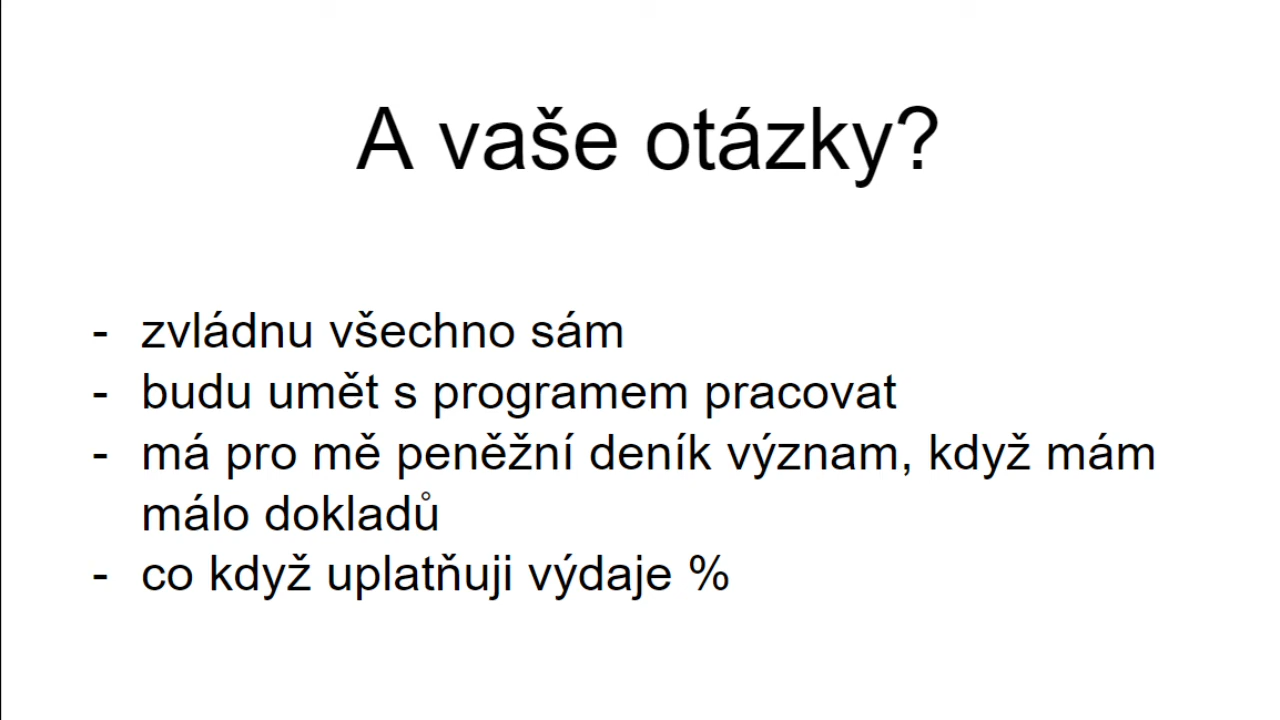 A vaše otázky?
- zvládnu všechno sám
- budu umět s programem pracovat
- má pro mě peněžní deník význam, když mám
málo dokladů
- co když uplatňuji výdaje %